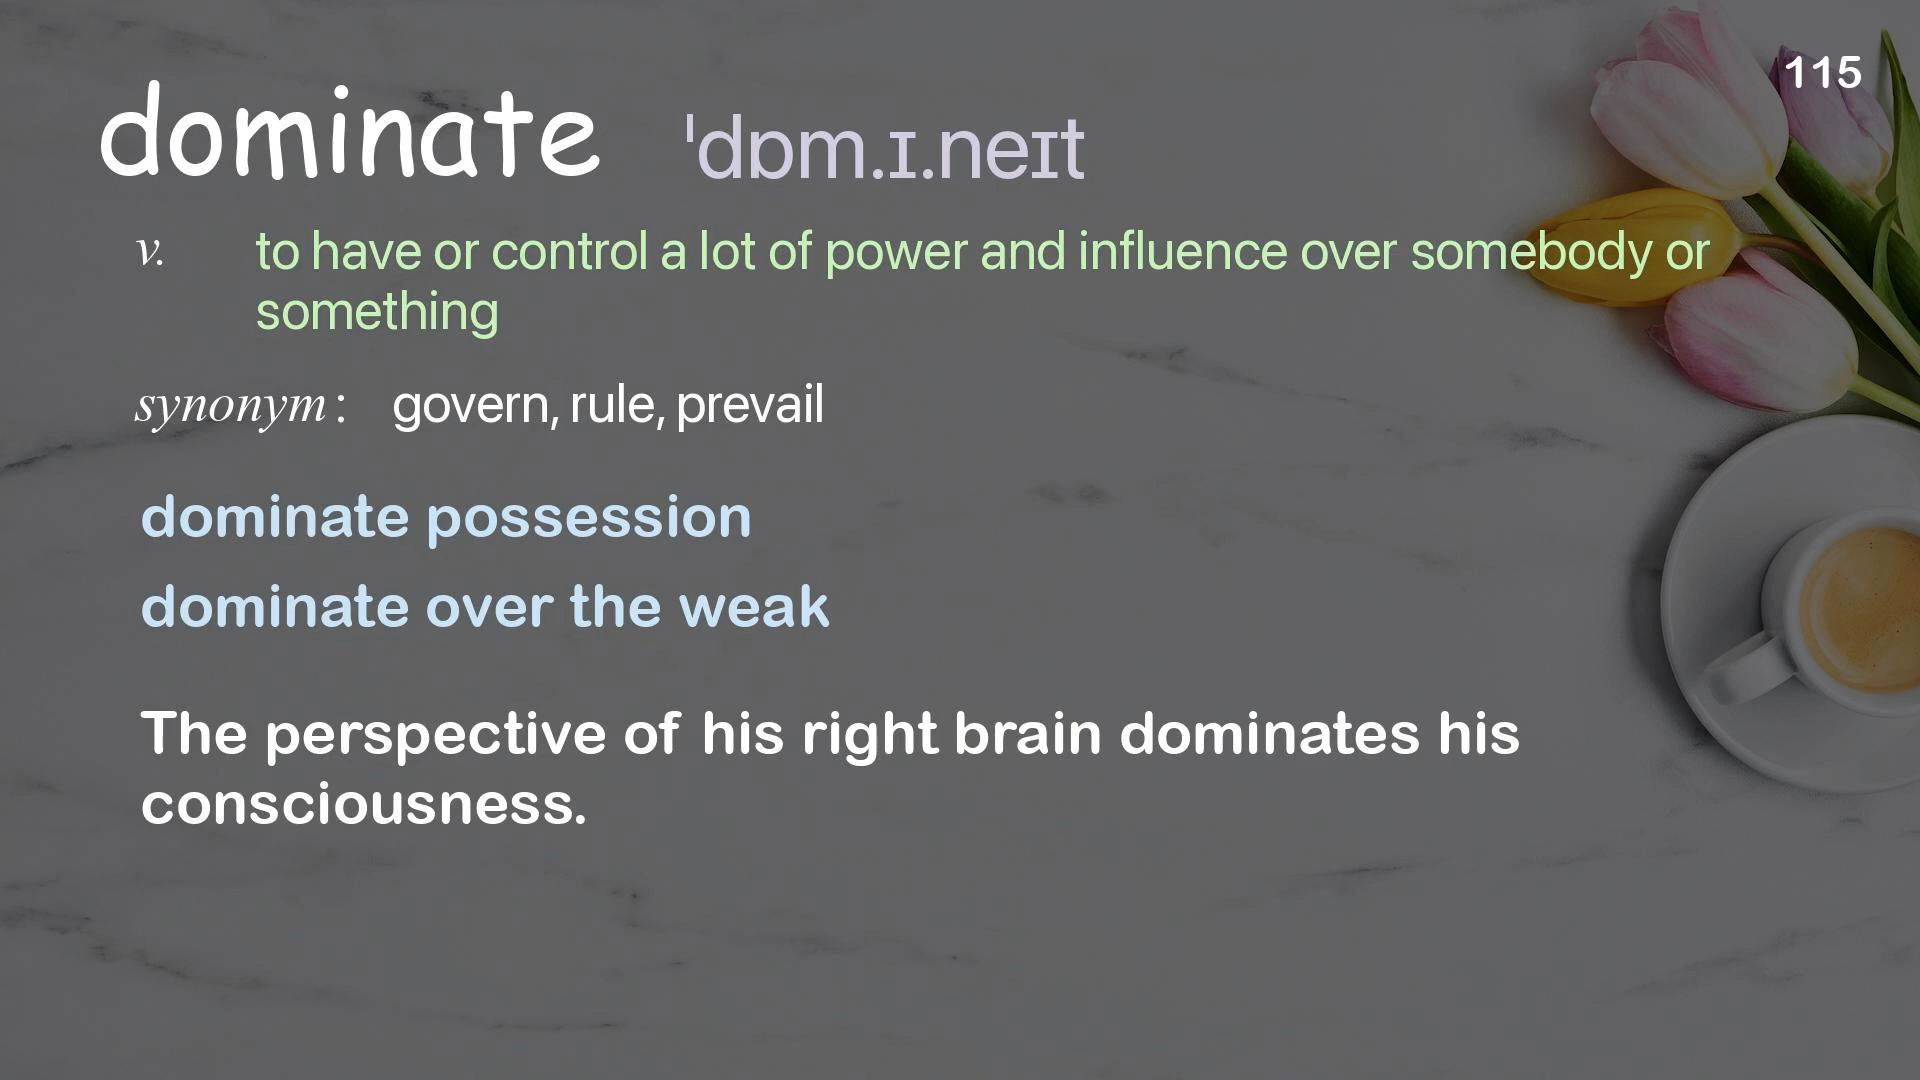 115
dominate ˈdɒm.ɪ.neɪt
v. to have or control a lot of power and influence over somebody or
something
synonym : govern, rule, prevail
dominate possession
dominate over the weak
The perspective of his right brain dominates his
consciousness.